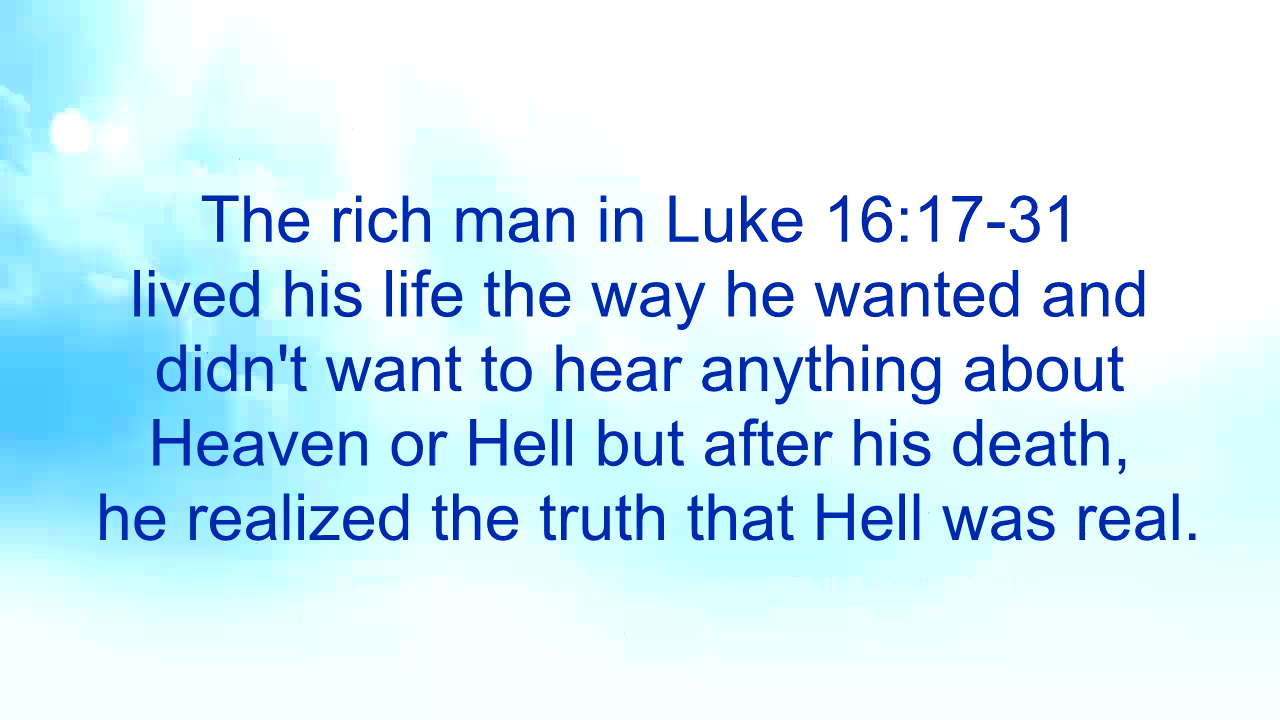 The rich man in Luke 16:17-31
lived his life the way he wanted and
didn't want to hear anything about
Heaven or Hell but after his death,
he realized the truth that Hell was real.